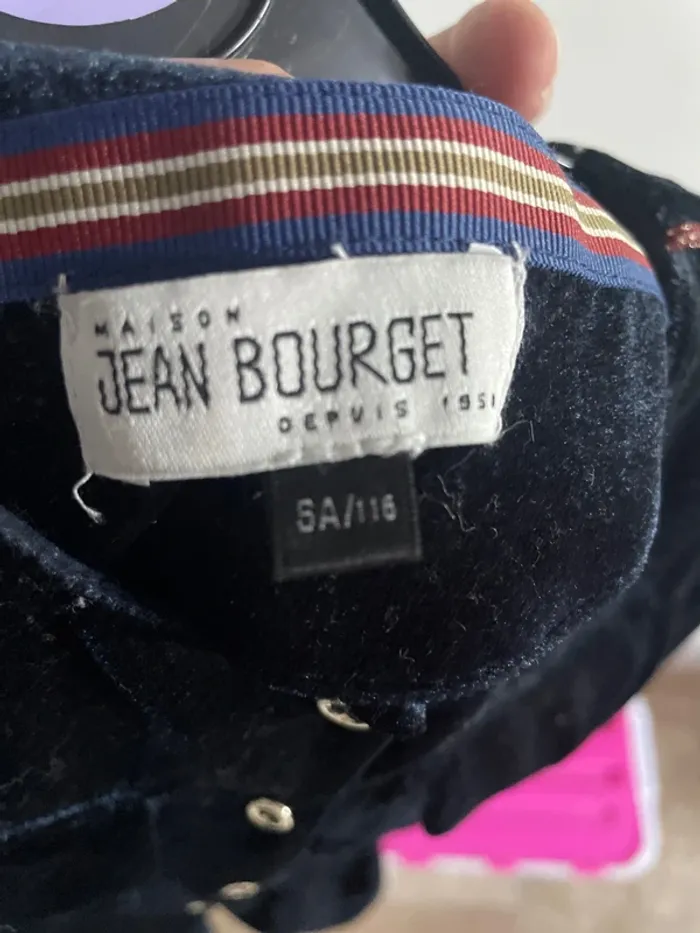 MAISON
JEAN BOURGET
DEPUIS 1951
6A/116